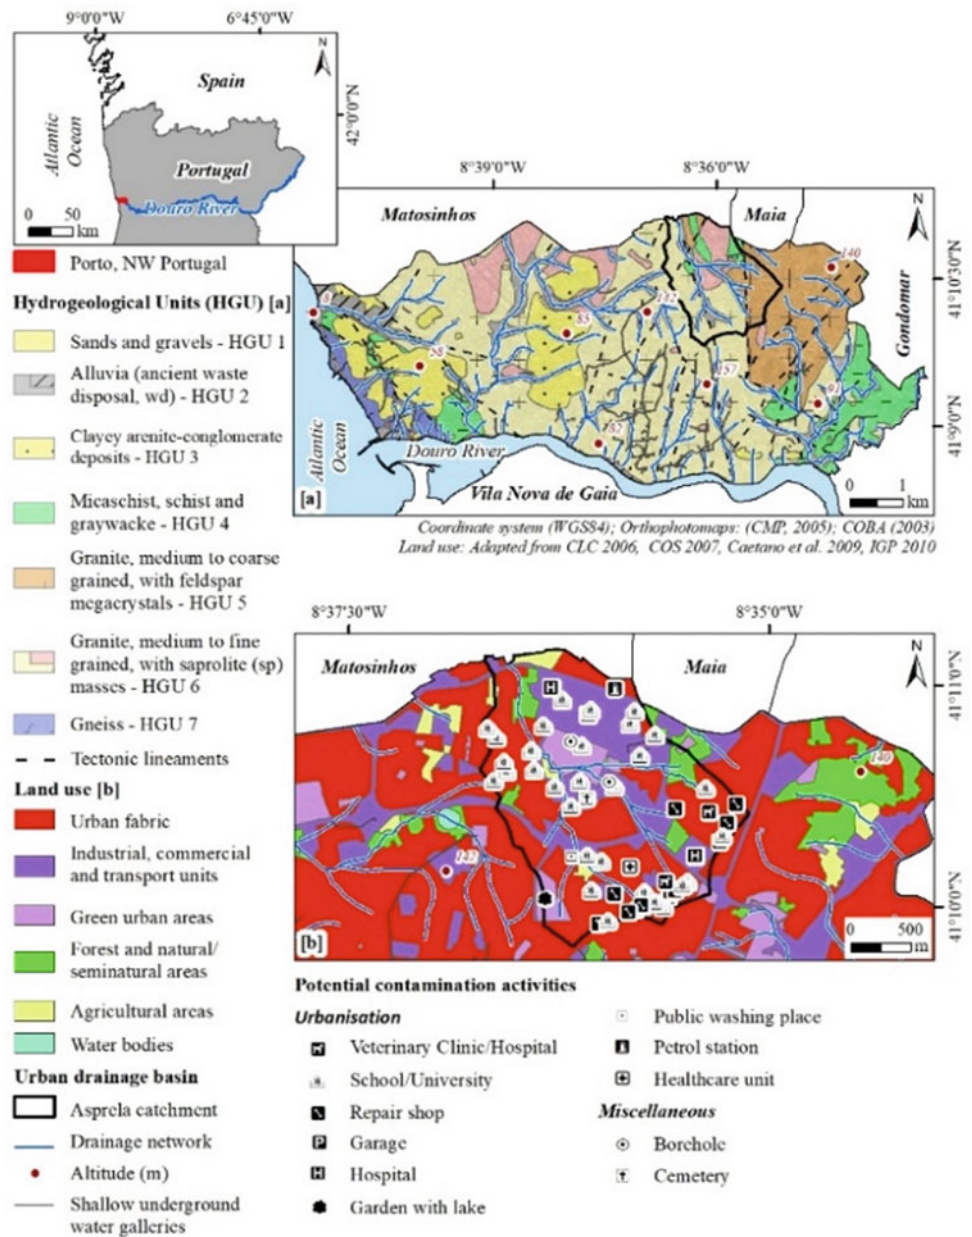 9°0'0"W
6°45'0"W
N
Spain
Atlantic
Ocean
42°0'0"N
Portugal
Douro River
0 50
km
8°39'0"W
8°36'0"W
Matosinhos
Maia
N
140
8
142
85
41°10'30"N
58
157
91
Gondomar
52
41°9'0"N
Atlantic
Ocean
Douro River
Vila Nova de Gaia
0 1
km
[a]
Coordinate system (WGS84); Orthophotomaps: (CMP, 2005); COBA (2003)
Land use: Adapted from CLC 2006, COS 2007, Caetano et al. 2009, IGP 2010
Porto, NW Portugal
Hydrogeological Units (HGU) [a]
Sands and gravels - HGU 1
Alluvia (ancient waste
disposal, wd) - HGU 2
Clayey arenite-conglomerate
deposits - HGU 3
Micaschist, schist and
graywacke - HGU 4
Granite, medium to coarse
grained, with feldspar
megacrystals - HGU 5
Granite, medium to fine
grained, with saprolite (sp)
masses - HGU 6
Gneiss - HGU 7
Tectonic lineaments
Land use [b]
Urban fabric
Industrial, commercial
and transport units
Green urban areas
Forest and natural/
seminatural areas
Agricultural areas
Water bodies
Urban drainage basin
Asprela catchment
Drainage network
Altitude (m)
Shallow underground
water galleries
8°37'30"W
8°35'0"W
Matosinhos
Maia
N
41°11'0"N
140
142
41°10'0"N
0 500
m
[b]
Potential contamination activities
Urbanisation
Veterinary Clinic/Hospital
School/University
Repair shop
P Garage
H Hospital
Garden with lake
Public washing place
Petrol station
Healthcare unit
Miscellaneous
Borehole
Cemetery